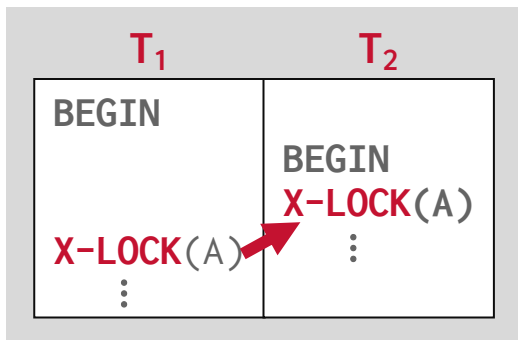 T₁ T₂
BEGIN
BEGIN
X-LOCK(A)
X-LOCK(A)
⋮
⋮